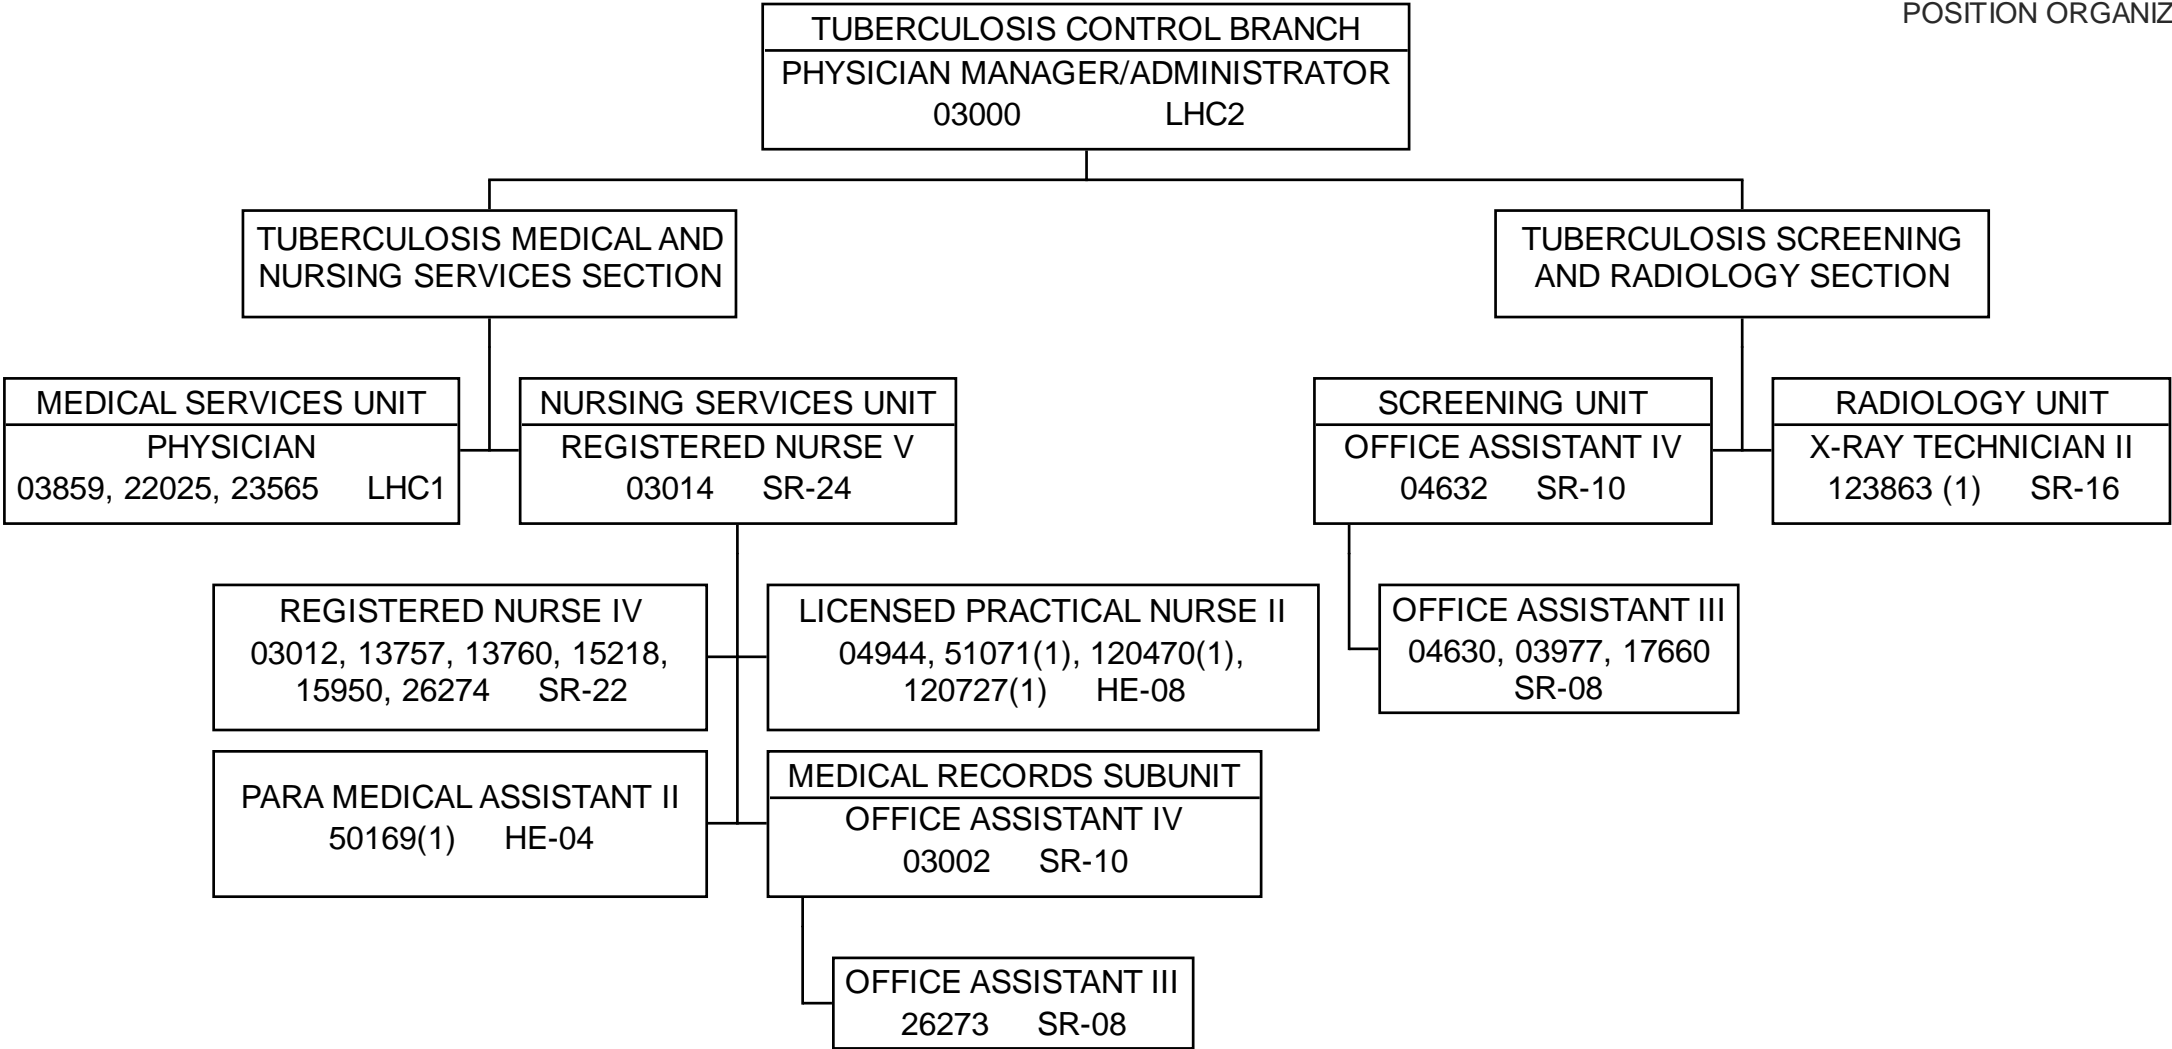 POSITION ORGANIZ
TUBERCULOSIS CONTROL BRANCH
PHYSICIAN MANAGER/ADMINISTRATOR
03000 LHC2
TUBERCULOSIS MEDICAL AND
NURSING SERVICES SECTION
TUBERCULOSIS SCREENING
AND RADIOLOGY SECTION
MEDICAL SERVICES UNIT
PHYSICIAN
03859, 22025, 23565 LHC1
NURSING SERVICES UNIT
REGISTERED NURSE V
03014 SR-24
SCREENING UNIT
OFFICE ASSISTANT IV
04632 SR-10
RADIOLOGY UNIT
X-RAY TECHNICIAN II
123863 (1) SR-16
REGISTERED NURSE IV
03012, 13757, 13760, 15218,
15950, 26274 SR-22
LICENSED PRACTICAL NURSE II
04944, 51071(1), 120470(1),
120727(1) HE-08
OFFICE ASSISTANT III
04630, 03977, 17660
SR-08
PARA MEDICAL ASSISTANT II
50169(1) HE-04
MEDICAL RECORDS SUBUNIT
OFFICE ASSISTANT IV
03002 SR-10
OFFICE ASSISTANT III
26273 SR-08